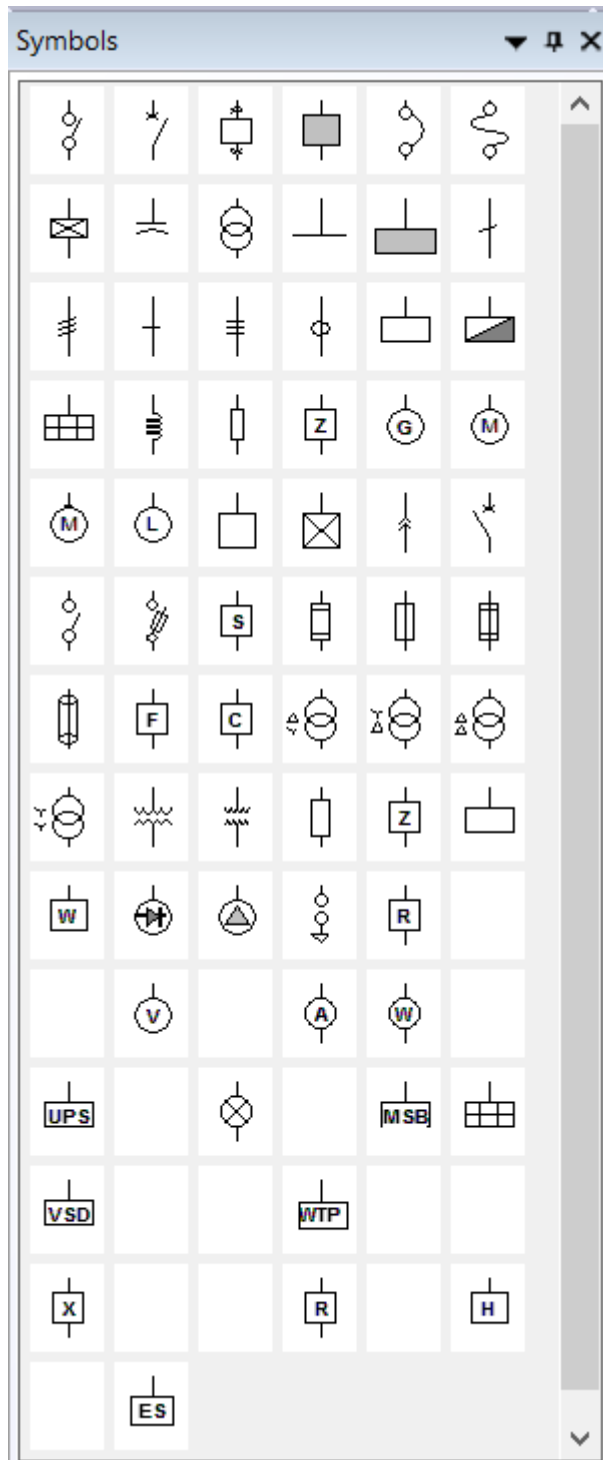 Symbols
Z G M
M L
S
F C
Z
W R
V A W
UPS MSB
VSD WTP
X R H
ES